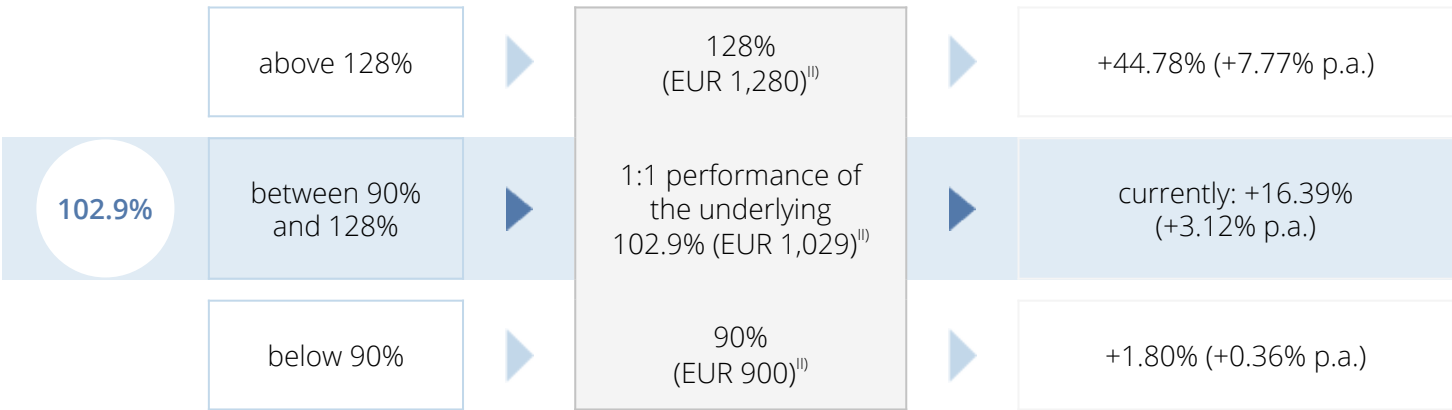 above 128%
128%
(EUR 1,280)II)
+44.78% (+7.77% p.a.)
102.9%
between 90%
and 128%
1:1 performance of
the underlying
102.9% (EUR 1,029)II)
currently: +16.39%
(+3.12% p.a.)
below 90%
90%
(EUR 900)II)
+1.80% (+0.36% p.a.)